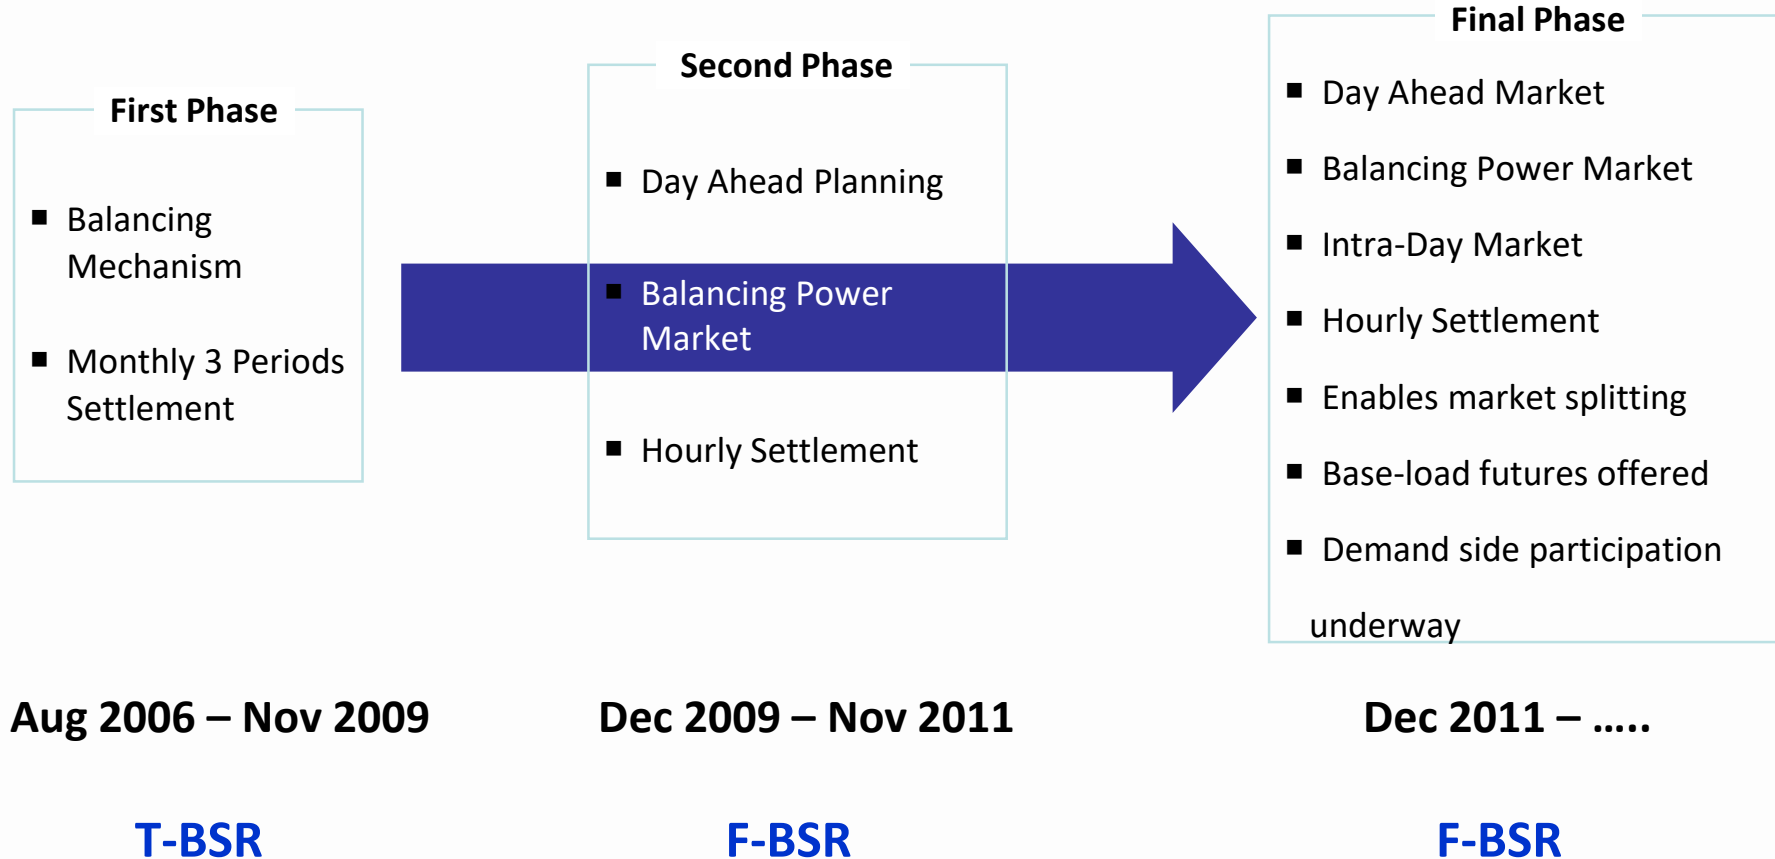 First Phase
■ Balancing
Mechanism
■ Monthly 3 Periods
Settlement
Second Phase
■ Day Ahead Planning
■ Balancing Power
Market
■ Hourly Settlement
Final Phase
■ Day Ahead Market
■ Balancing Power Market
■ Intra-Day Market
■ Hourly Settlement
■ Enables market splitting
■ Base-load futures offered
■ Demand side participation
underway
Aug 2006 – Nov 2009
Dec 2009 – Nov 2011
Dec 2011 – …..
T-BSR
F-BSR
F-BSR